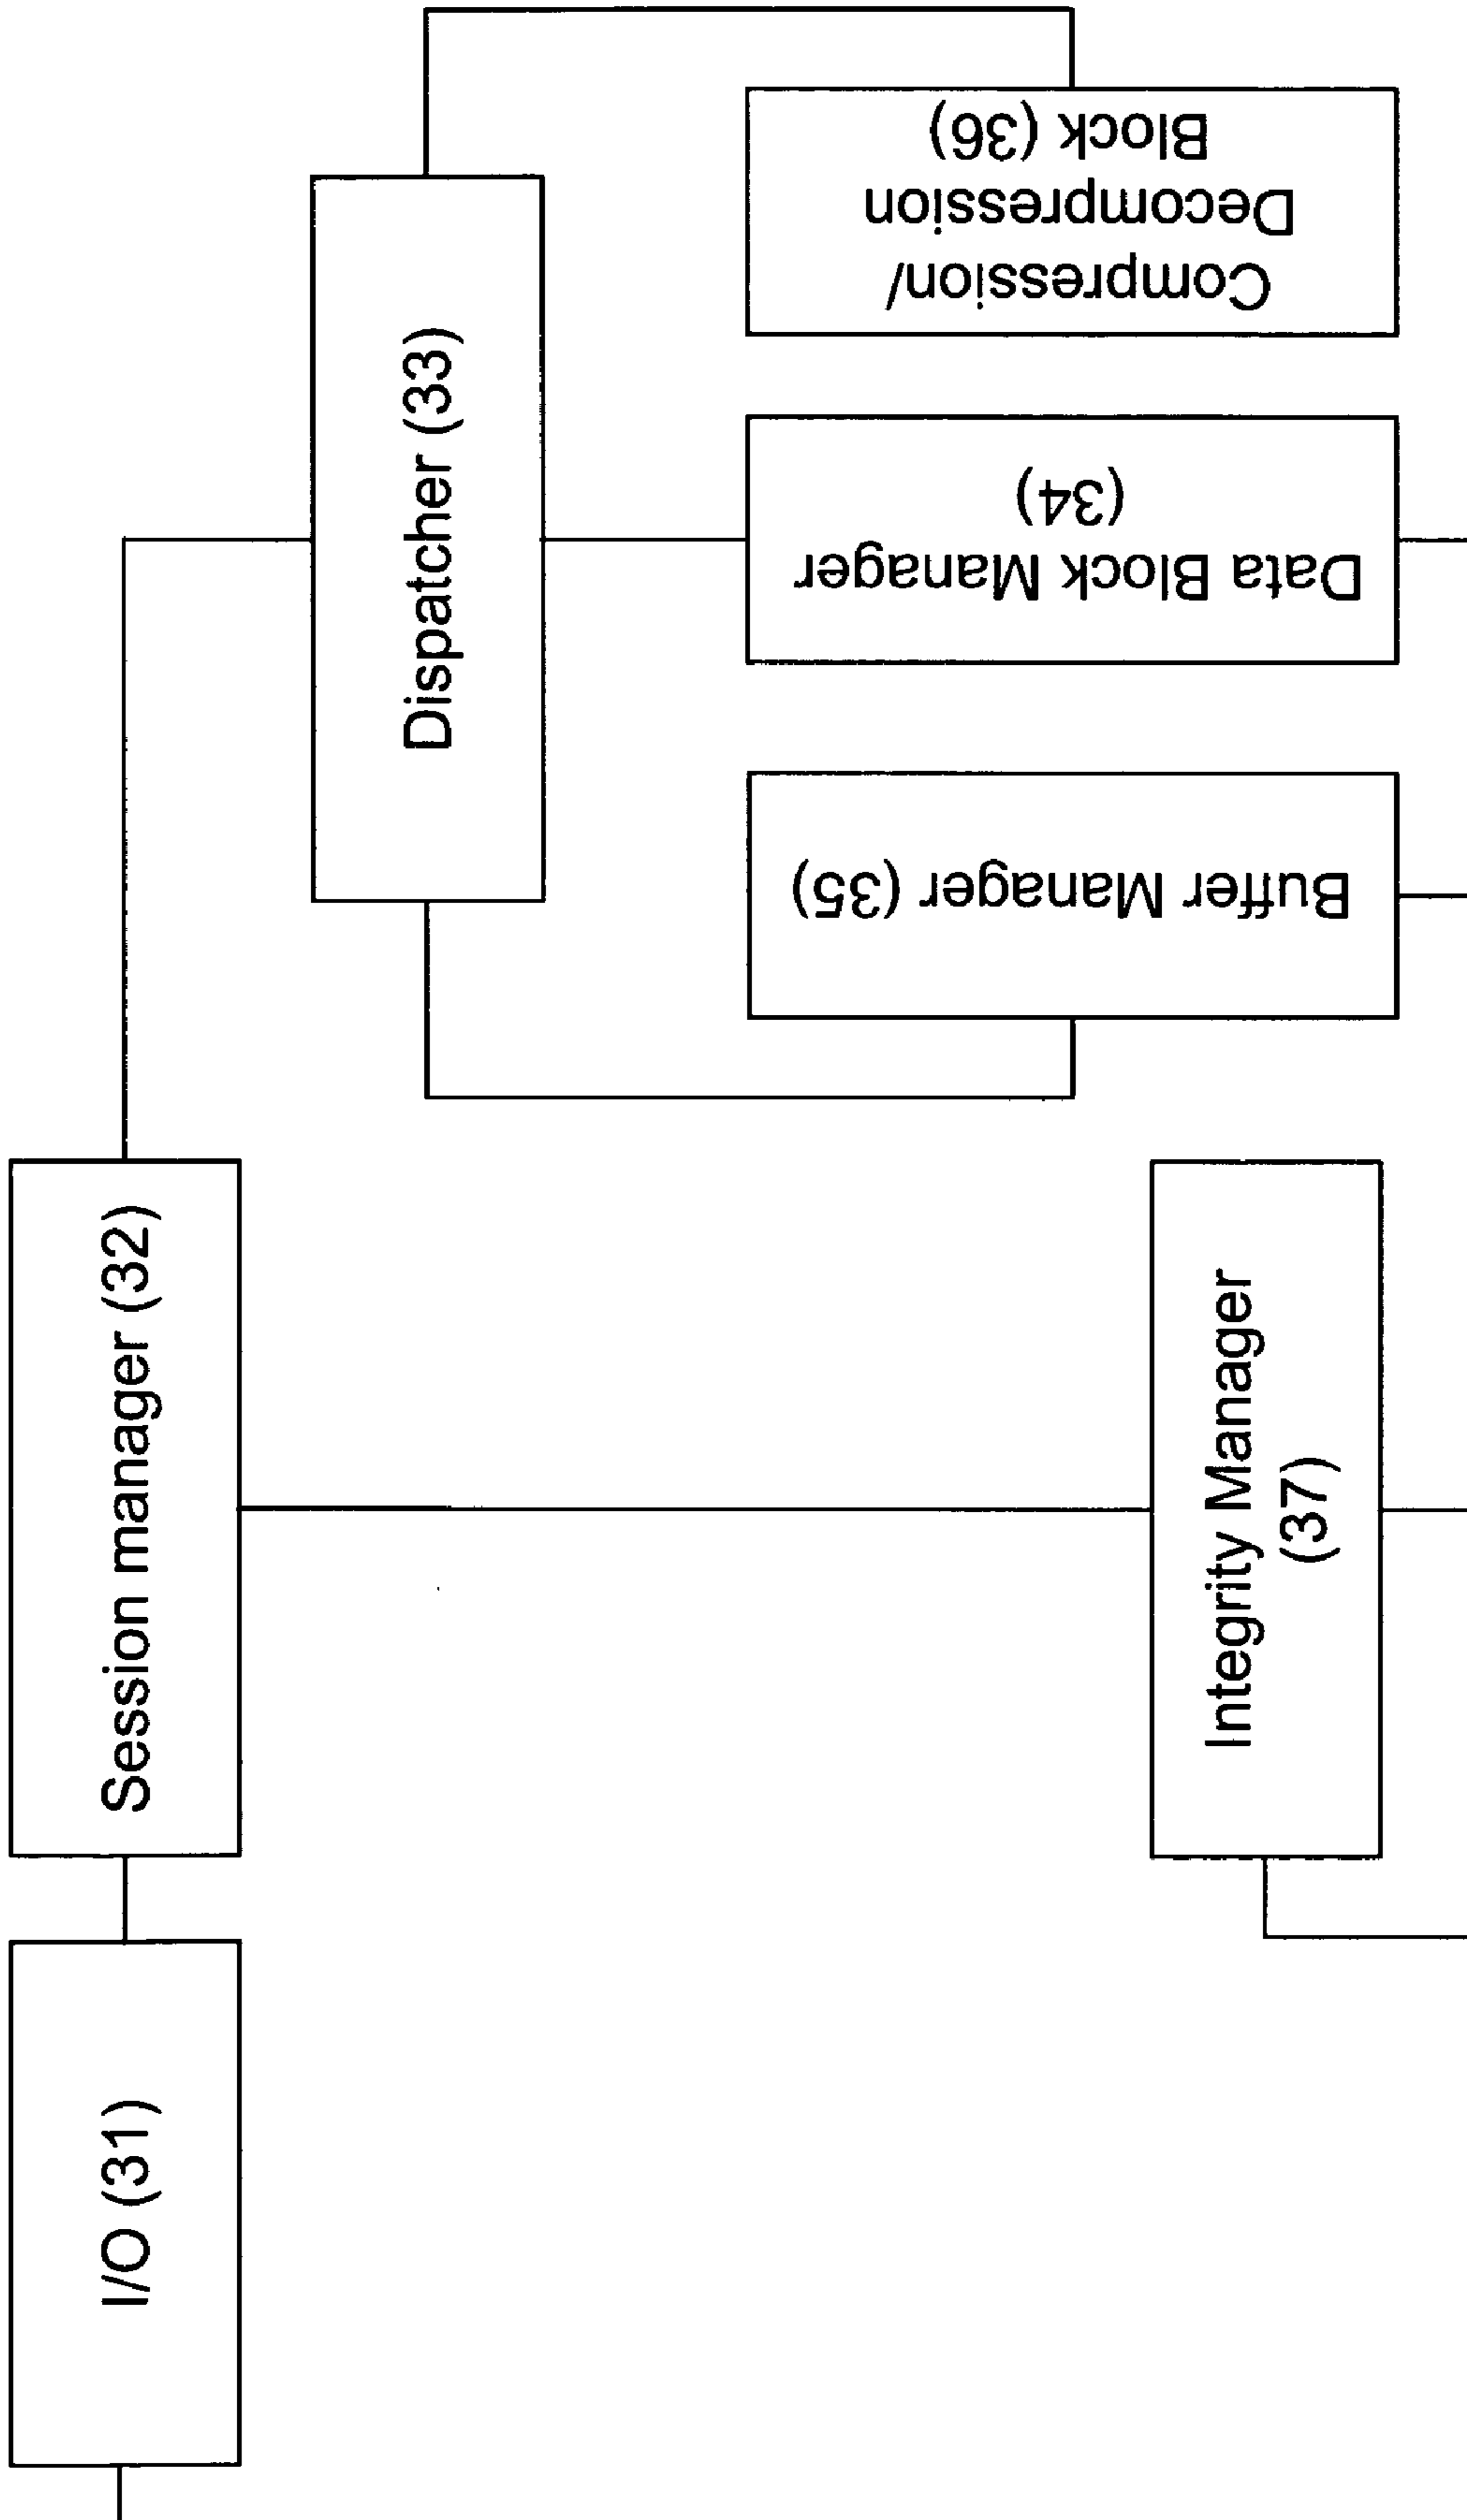 I/O (31)
Session manager (32)
Dispatcher (33)
Integrity Manager
(37)
Buffer Manager (35)
Data Block Manager
(34)
Compression/
Decompression
Block (36)